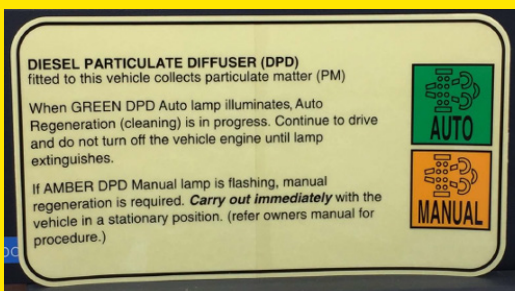 DIESEL PARTICULATE DIFFUSER (DPD)
fitted to this vehicle collects particulate matter (PM)
When GREEN DPD Auto lamp illuminates, Auto
Regeneration (cleaning) is in progress. Continue to drive
and do not turn off the vehicle engine until lamp
extinguishes.
If AMBER DPD Manual lamp is flashing, manual
regeneration is required. Carry out immediately with the
vehicle in a stationary position. (refer owners manual for
procedure.)
AUTO
MANUAL